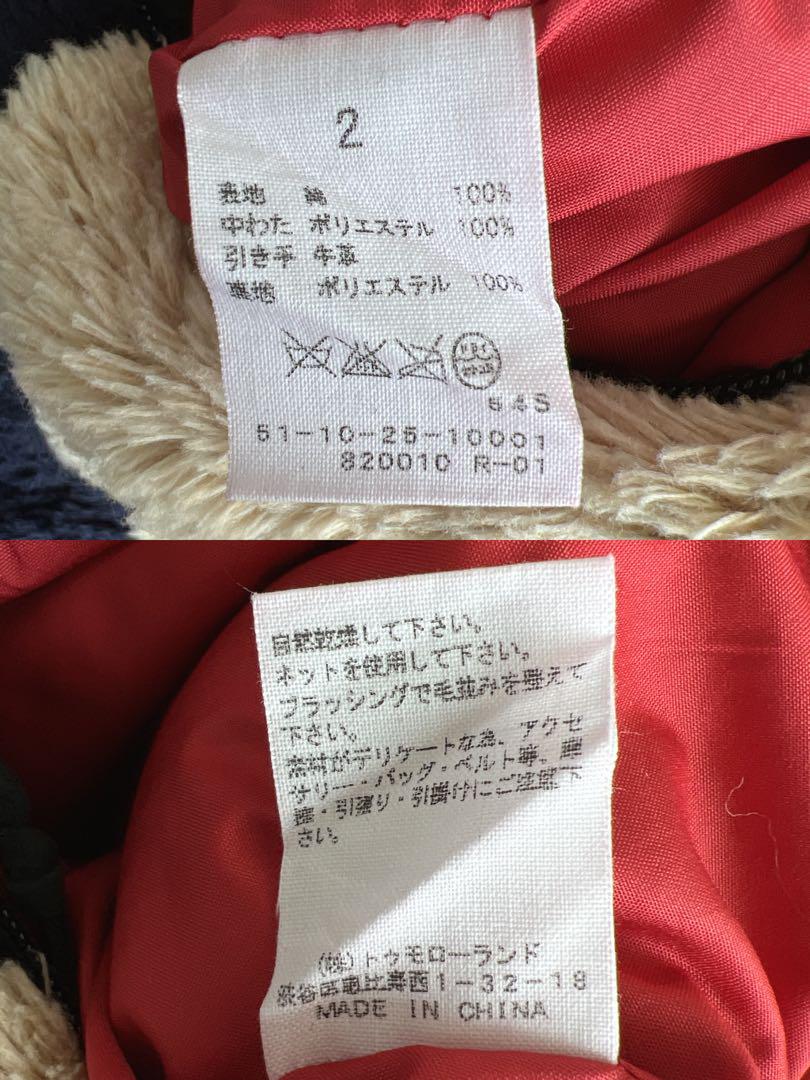 2
表地 綿 100%
中わた ポリエステル 100%
引き手 牛革
裏地 ポリエステル 100%
54S
51-10-25-10001
820010 R-01
自然乾燥して下さい。
ネットを使用して下さい。
ブラッシングで毛並みを整えて
下さい。
素材がデリケートな為、アクセ
サリー・バッグ・ベルト等、摩
擦・引張り・引掛けにご注意下
さい。
(株)トゥモローランド
渋谷区恵比寿西1-32-18
MADE IN CHINA